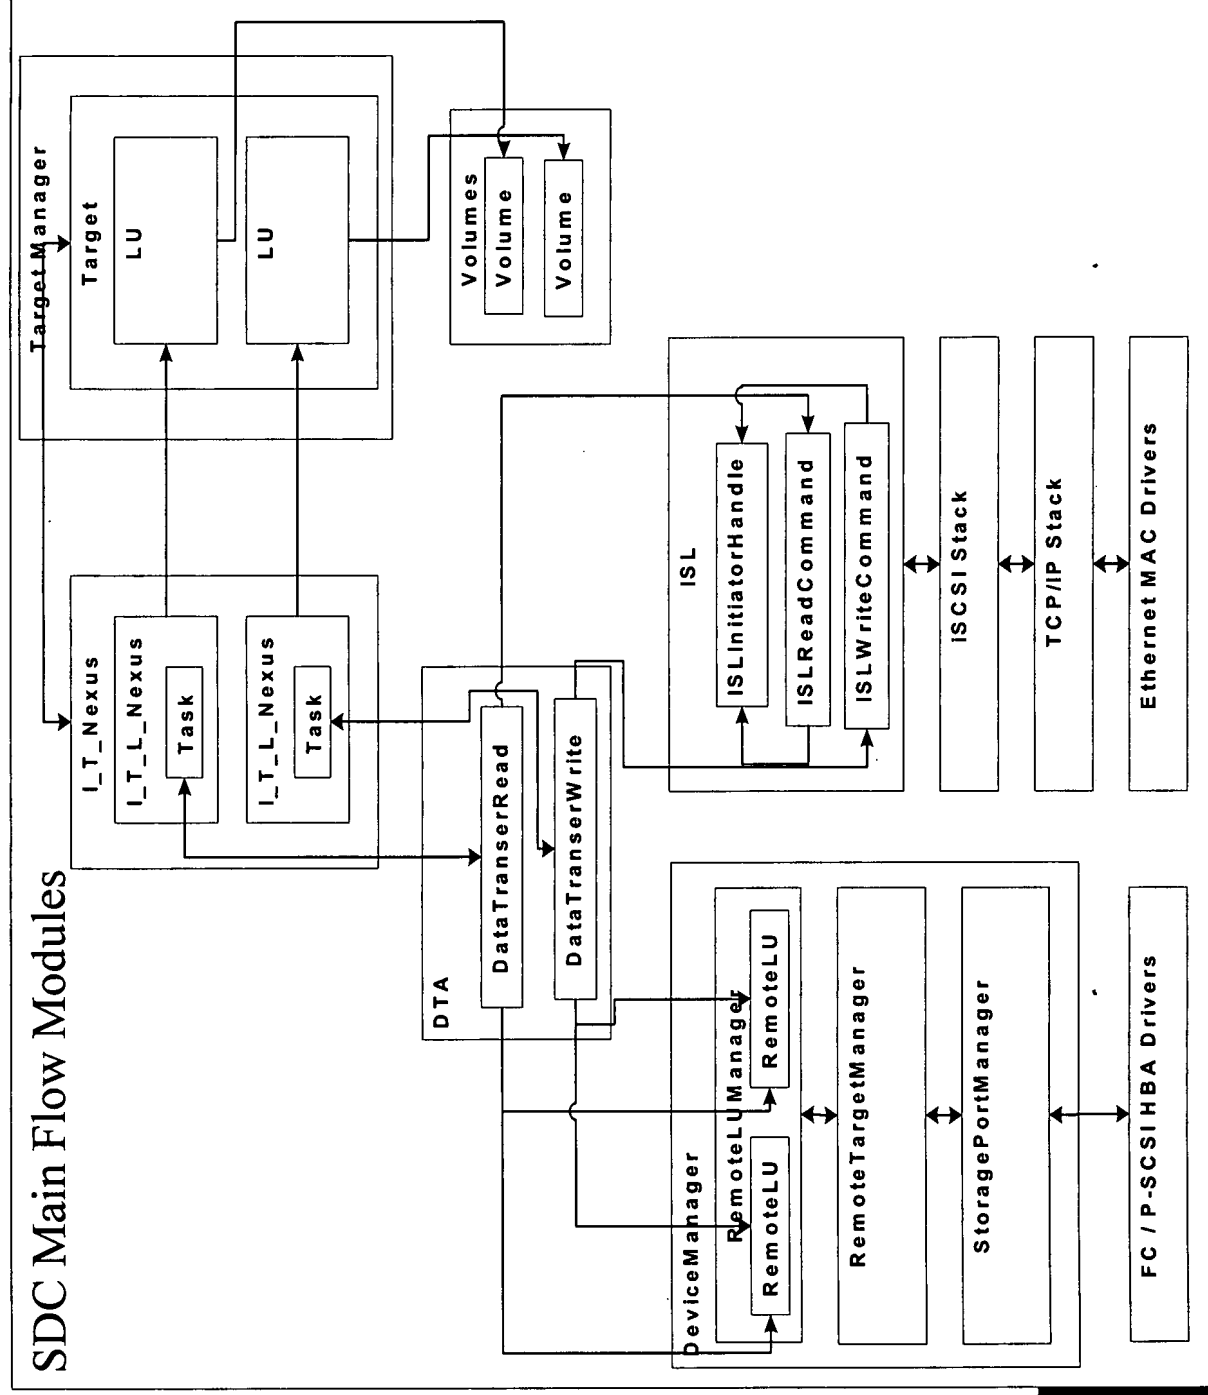 SDC Main Flow Modules
TargetManager
Target
LU
LU
I_T_Nexus
I_T_L_Nexus
Task
I_T_L_Nexus
Task
Volumes
Volume
Volume
DTA
DataTranserRead
DataTranserWrite
DeviceManager
RemoteLUManager
RemoteLU
RemoteLU
RemoteTargetManager
StoragePortManager
FC / P-SCSI HBA Drivers
ISL
ISLInitiatorHandle
ISLReadCommand
ISLWriteCommand
iSCSI Stack
TCP/IP Stack
Ethernet MAC Drivers